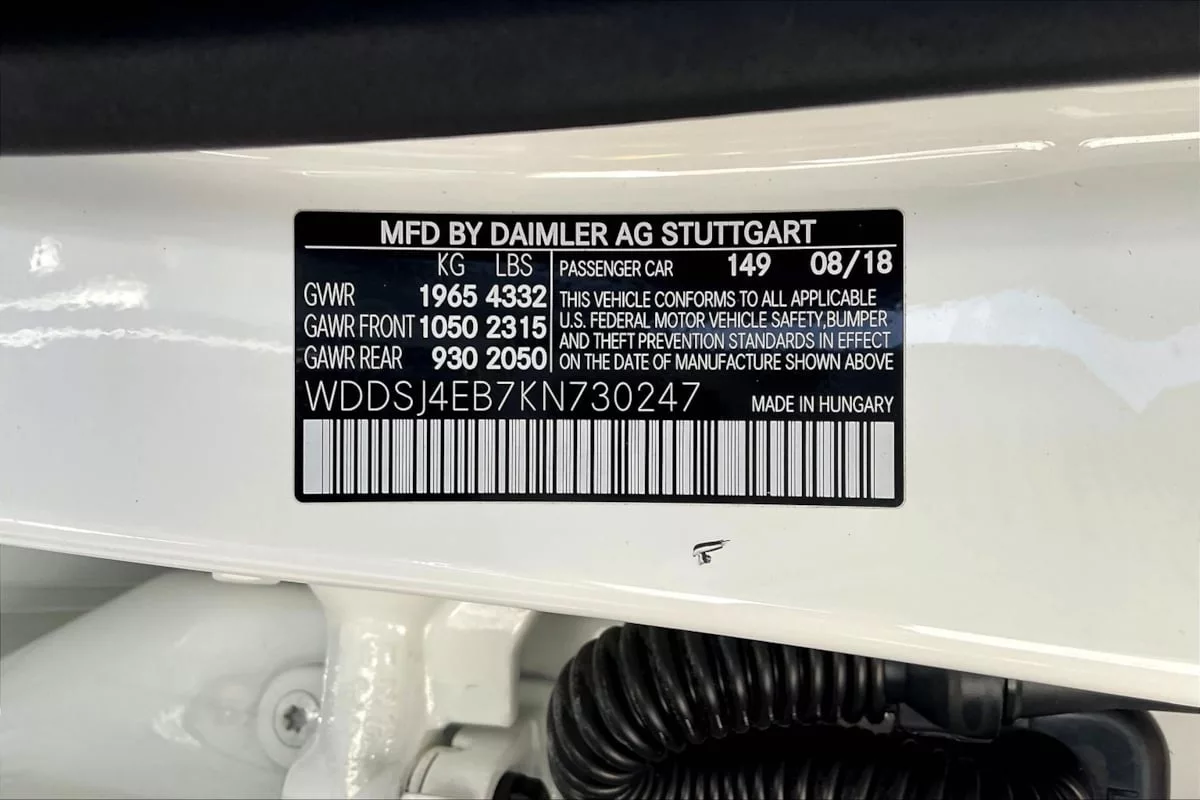 MFD BY DAIMLER AG STUTTGART
KG LBS
GVWR 1965 4332
GAWR FRONT 1050 2315
GAWR REAR 930 2050
PASSENGER CAR 149 08/18
THIS VEHICLE CONFORMS TO ALL APPLICABLE
U.S. FEDERAL MOTOR VEHICLE SAFETY, BUMPER
AND THEFT PREVENTION STANDARDS IN EFFECT
ON THE DATE OF MANUFACTURE SHOWN ABOVE
WDDSJ4EB7KN730247
MADE IN HUNGARY